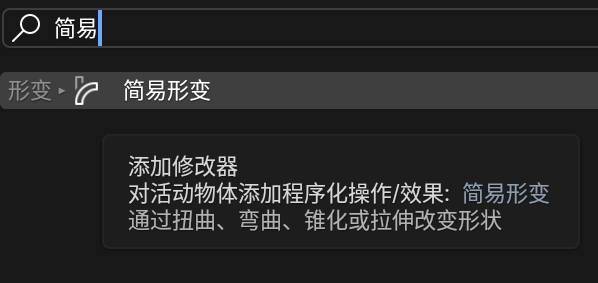 简易
形变 ▸ 简易形变
添加修改器
对活动物体添加程序化操作/效果: 简易形变
通过扭曲、弯曲、锥化或拉伸改变形状